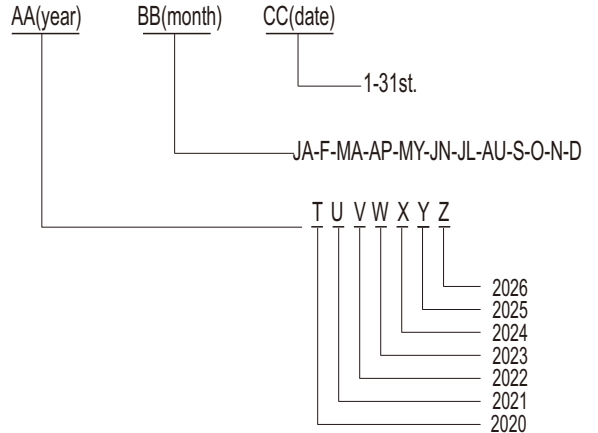 AA(year) BB(month) CC(date)
1-31st.
JA-F-MA-AP-MY-JN-JL-AU-S-O-N-D
T U V W X Y Z
2026
2025
2024
2023
2022
2021
2020